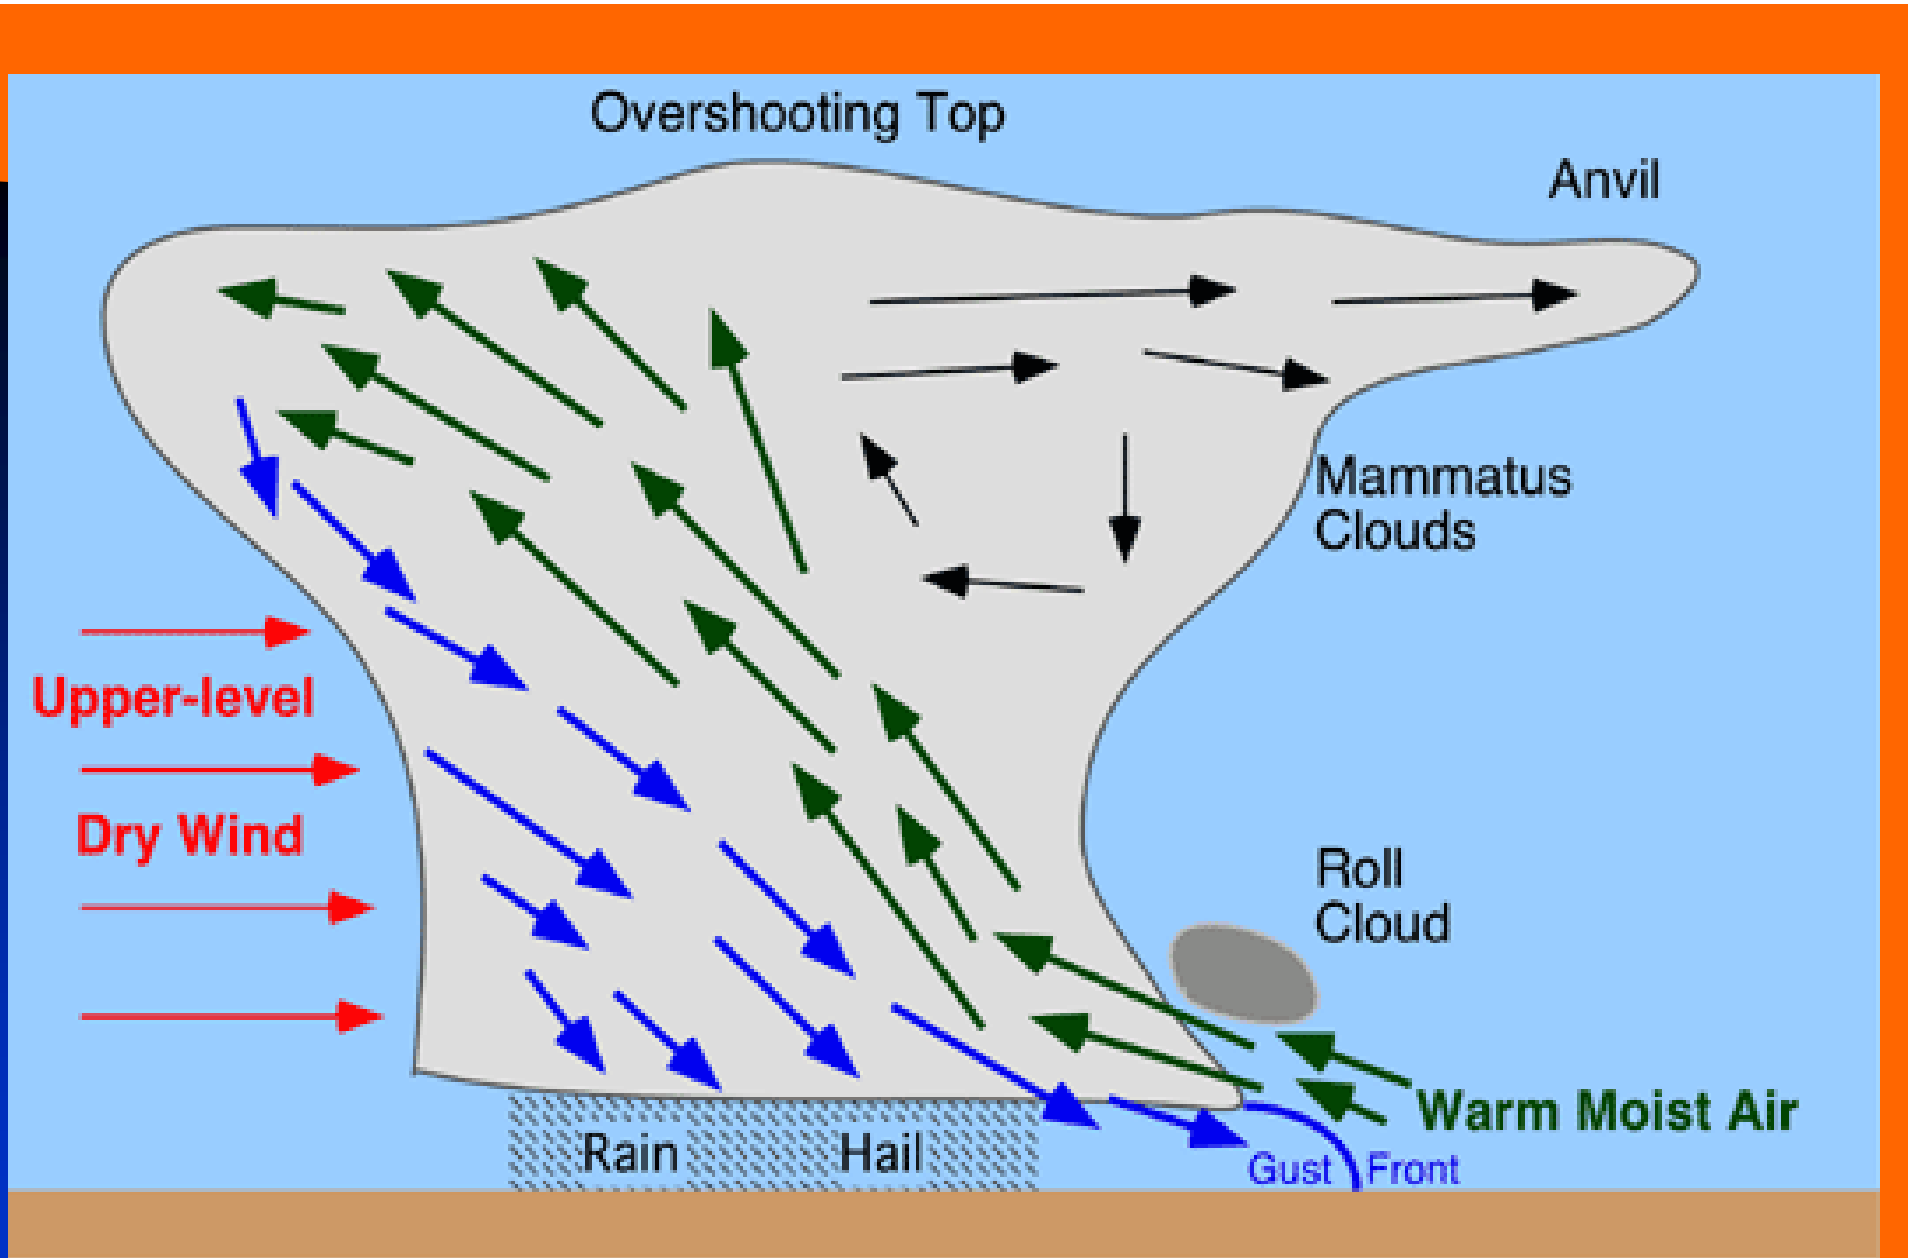 Overshooting Top
Anvil
Mammatus
Clouds
Upper-level
Dry Wind
Roll
Cloud
Warm Moist Air
Rain Hail
Gust Front